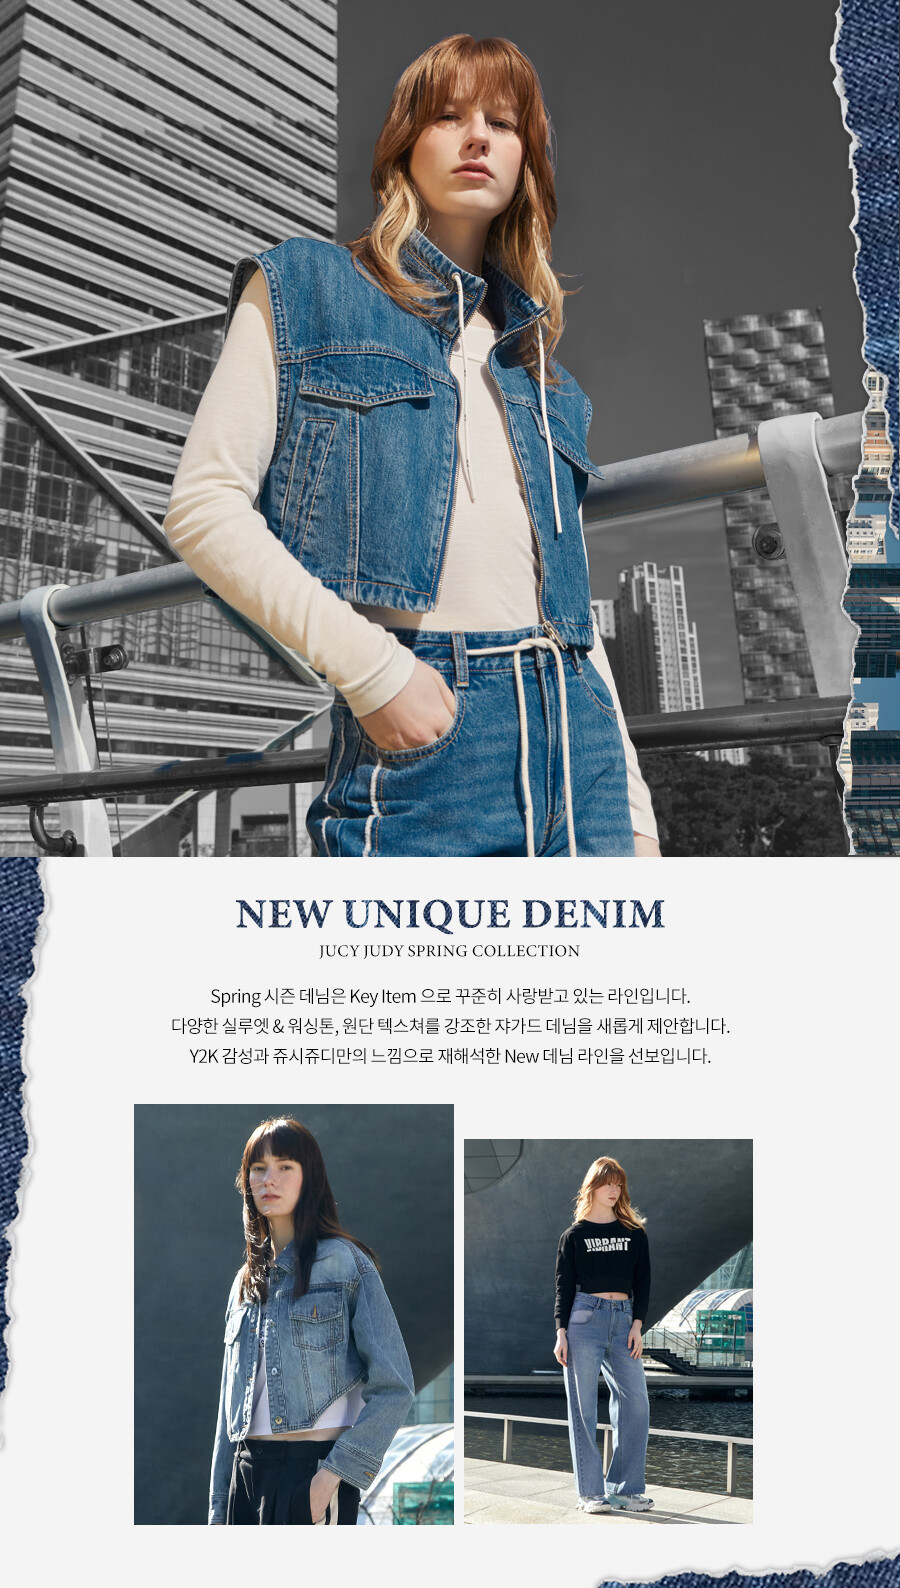 NEW UNIQUE DENIM
JUCY JUDY SPRING COLLECTION
Spring 시즌 데님은 Key Item 으로 꾸준히 사랑받고 있는 라인입니다.
다양한 실루엣 & 워싱톤, 원단 텍스쳐를 강조한 쟈가드 데님을 새롭게 제안합니다.
Y2K 감성과 쥬시쥬디만의 느낌으로 재해석한 New 데님 라인을 선보입니다.
VIBRANT